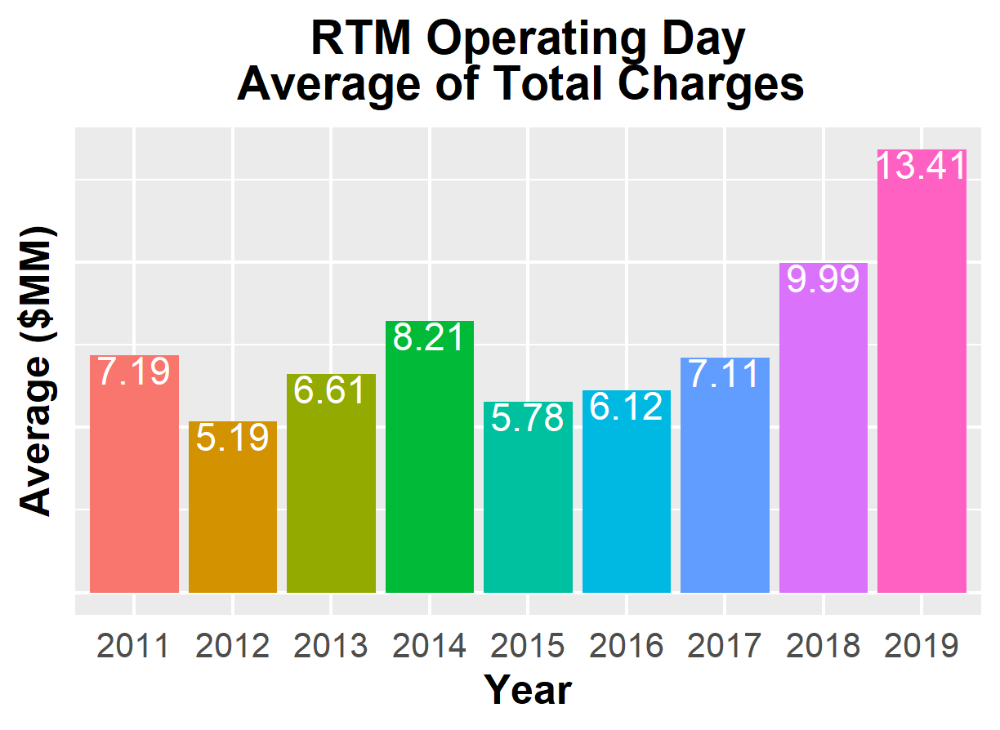 RTM Operating Day
Average of Total Charges
Average ($MM)
13.41
9.99
8.21
7.19
7.11
6.61
6.12
5.78
5.19
2011 2012 2013 2014 2015 2016 2017 2018 2019
Year